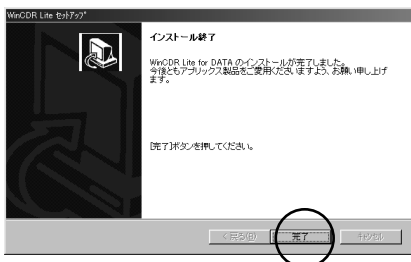 WinCDR Lite セットアップ
インストール終了
WinCDR Lite for DATA のインストールが完了しました。
今後ともアプリックス製品をご愛用くださいますよう、お願い申し上げ
ます。
[完了]ボタンを押してください。
< 戻る(B)
完了
キャンセル